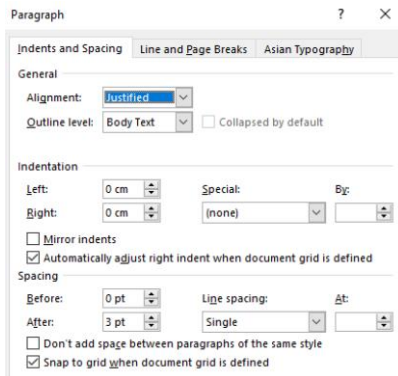 Paragraph ? ×
Indents and Spacing Line and Page Breaks Asian Typography
General
Alignment: Justified
Outline level: Body Text Collapsed by default
Indentation
Left: 0 cm Special: By:
Right: 0 cm (none)
Mirror indents
Automatically adjust right indent when document grid is defined
Spacing
Before: 0 pt Line spacing: At:
After: 3 pt Single
Don't add space between paragraphs of the same style
Snap to grid when document grid is defined